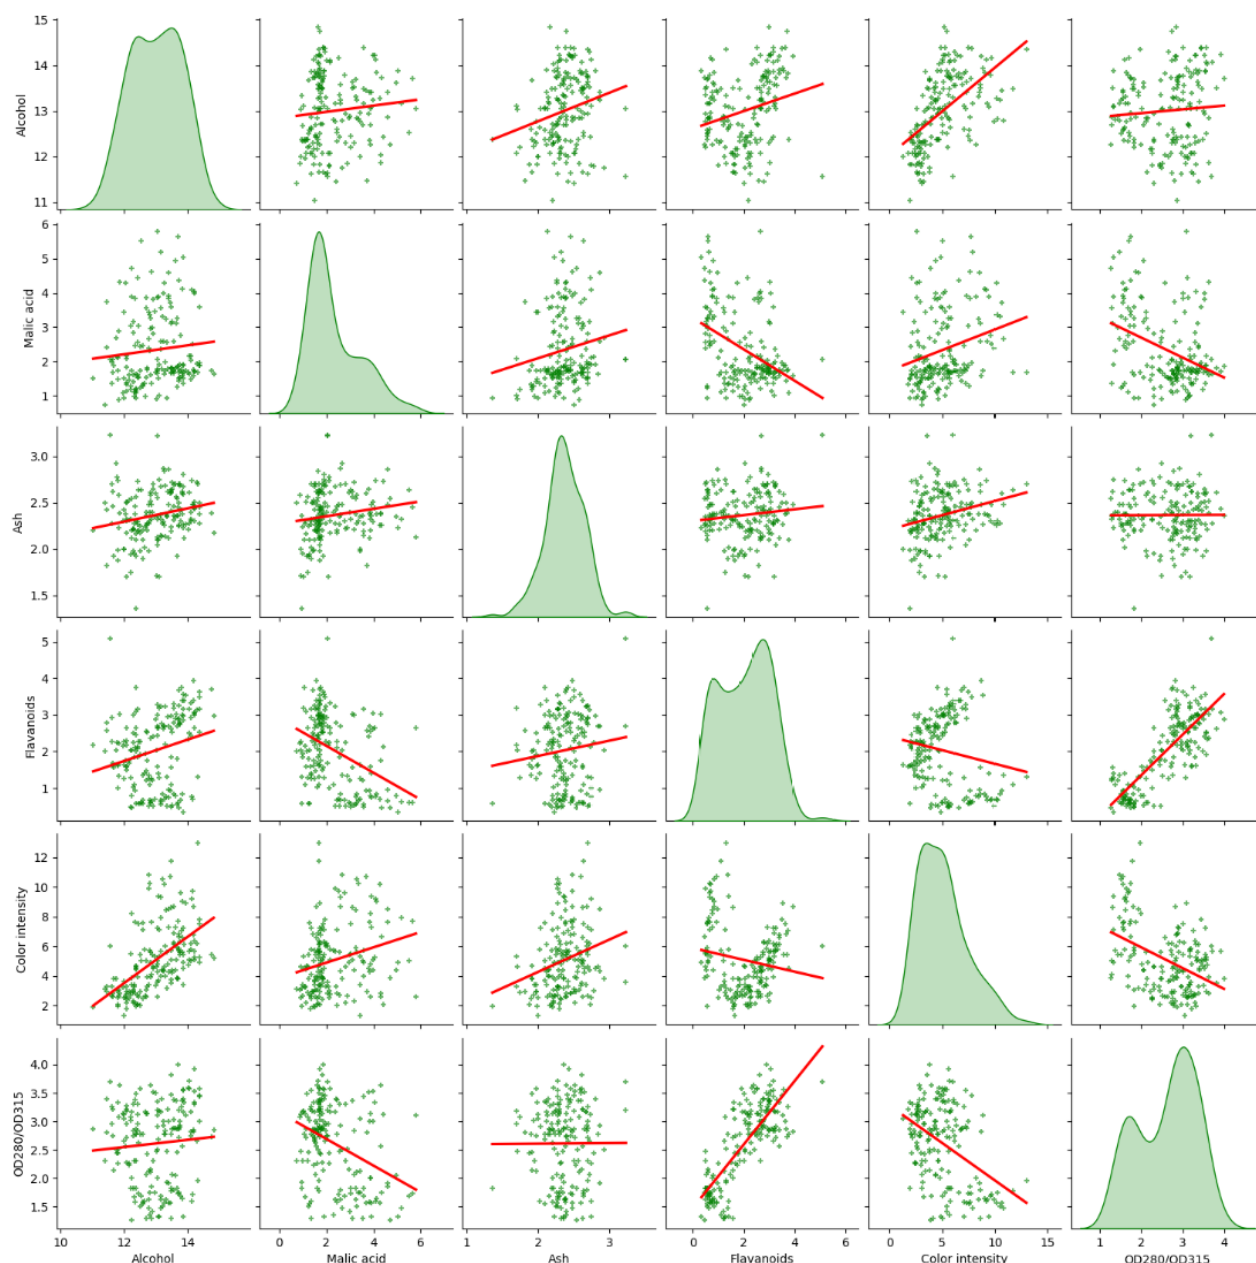 15
14
13
12
11
Alcohol
6
5
4
3
2
1
Malic acid
3.0
2.5
2.0
1.5
Ash
5
4
3
2
1
Flavanoids
12
10
8
6
4
2
Color intensity
4.0
3.5
3.0
2.5
2.0
1.5
OD280/OD315
10 12 14
0 2 4 6
1 2 3
0 2 4 6
0 5 10 15
1 2 3 4
Alcohol
Malic acid
Ash
Flavanoids
Color intensity
OD280/OD315